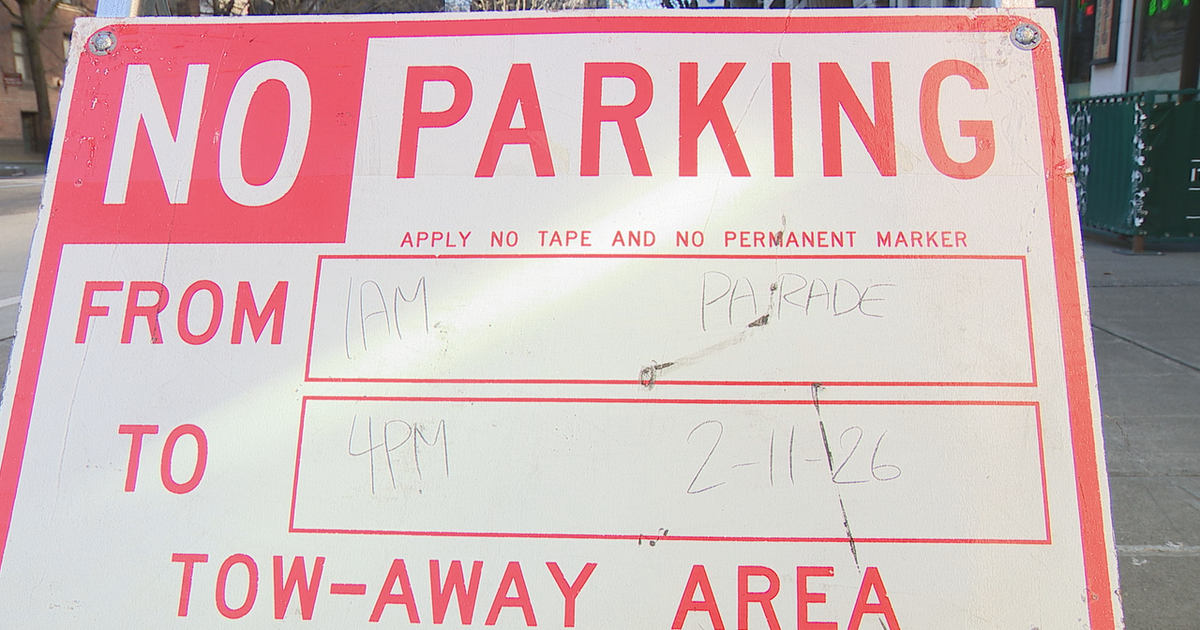 NO PARKING
APPLY NO TAPE AND NO PERMANENT MARKER
FROM 1AM PARADE
TO 4PM 2-11-26
TOW-AWAY AREA